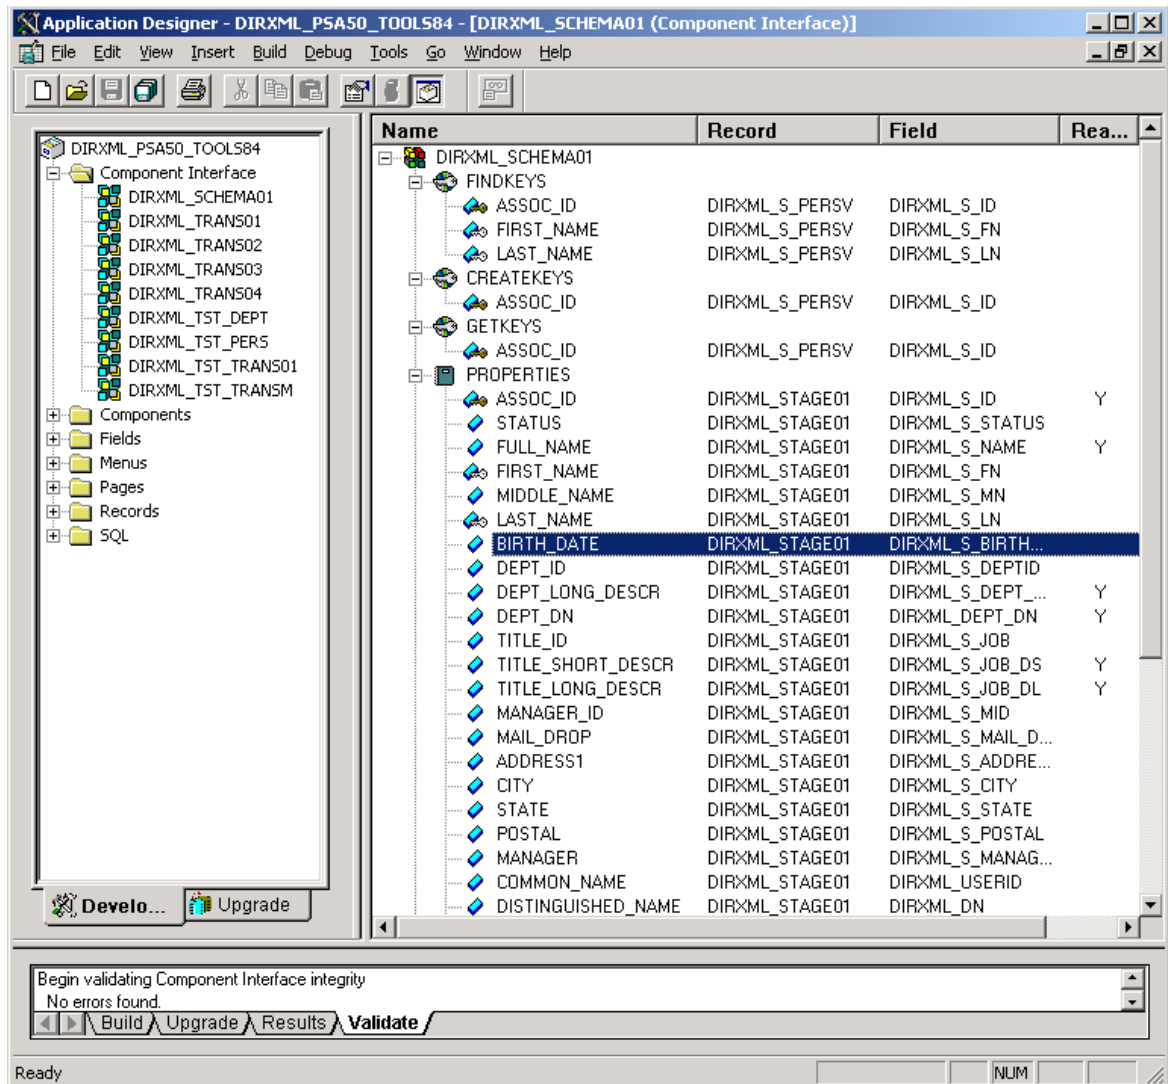 Application Designer - DIRXML_PSA50_TOOLS84 - [DIRXML_SCHEMA01 (Component Interface)]
File Edit View Insert Build Debug Tools Go Window Help
DIRXML_PSA50_TOOLS84
Component Interface
DIRXML_SCHEMA01
DIRXML_TRANS01
DIRXML_TRANS02
DIRXML_TRANS03
DIRXML_TRANS04
DIRXML_TST_DEPT
DIRXML_TST_PERS
DIRXML_TST_TRANS01
DIRXML_TST_TRANSM
Components
Fields
Menus
Pages
Records
SQL
Develo... Upgrade
Name Record Field Rea...
DIRXML_SCHEMA01
FINDKEYS
ASSOC_ID DIRXML_S_PERSV DIRXML_S_ID
FIRST_NAME DIRXML_S_PERSV DIRXML_S_FN
LAST_NAME DIRXML_S_PERSV DIRXML_S_LN
CREATEKEYS
ASSOC_ID DIRXML_S_PERSV DIRXML_S_ID
GETKEYS
ASSOC_ID DIRXML_S_PERSV DIRXML_S_ID
PROPERTIES
ASSOC_ID DIRXML_STAGE01 DIRXML_S_ID Y
STATUS DIRXML_STAGE01 DIRXML_S_STATUS
FULL_NAME DIRXML_STAGE01 DIRXML_S_NAME Y
FIRST_NAME DIRXML_STAGE01 DIRXML_S_FN
MIDDLE_NAME DIRXML_STAGE01 DIRXML_S_MN
LAST_NAME DIRXML_STAGE01 DIRXML_S_LN
BIRTH_DATE DIRXML_STAGE01 DIRXML_S_BIRTH...
DEPT_ID DIRXML_STAGE01 DIRXML_S_DEPTID
DEPT_LONG_DESCR DIRXML_STAGE01 DIRXML_S_DEPT_... Y
DEPT_DN DIRXML_STAGE01 DIRXML_DEPT_DN Y
TITLE_ID DIRXML_STAGE01 DIRXML_S_JOB
TITLE_SHORT_DESCR DIRXML_STAGE01 DIRXML_S_JOB_DS Y
TITLE_LONG_DESCR DIRXML_STAGE01 DIRXML_S_JOB_DL Y
MANAGER_ID DIRXML_STAGE01 DIRXML_S_MID
MAIL_DROP DIRXML_STAGE01 DIRXML_S_MAIL_D...
ADDRESS1 DIRXML_STAGE01 DIRXML_S_ADDRE...
CITY DIRXML_STAGE01 DIRXML_S_CITY
STATE DIRXML_STAGE01 DIRXML_S_STATE
POSTAL DIRXML_STAGE01 DIRXML_S_POSTAL
MANAGER DIRXML_STAGE01 DIRXML_S_MANAG...
COMMON_NAME DIRXML_STAGE01 DIRXML_USERID
DISTINGUISHED_NAME DIRXML_STAGE01 DIRXML_DN
Begin validating Component Interface integrity
No errors found.
Build Upgrade Results Validate
Ready NUM